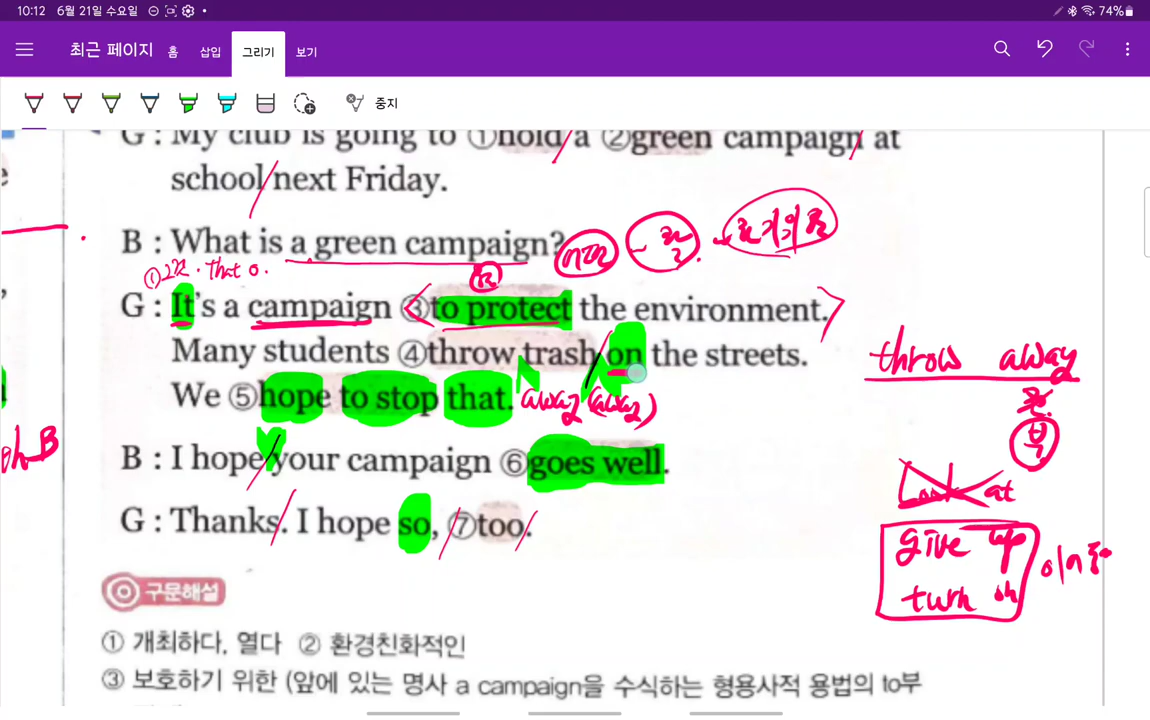 10:12 6월 21일 수요일 74%
최근 페이지 홈 삽입 그리기 보기
중지
G : My club is going to ①hold a ②green campaign at
school next Friday.
B : What is a green campaign?
① that
G : It's a campaign ③to protect the environment.
Many students ④throw trash on the streets.
throw away
We ⑤hope to stop that. away (away)
B : I hope your campaign ⑥goes well.
Look at
G : Thanks. I hope so, ⑦too.
give up
turn on
구문해설
① 개최하다, 열다 ② 환경친화적인
③ 보호하기 위한 (앞에 있는 명사 a campaign을 수식하는 형용사적 용법의 to부